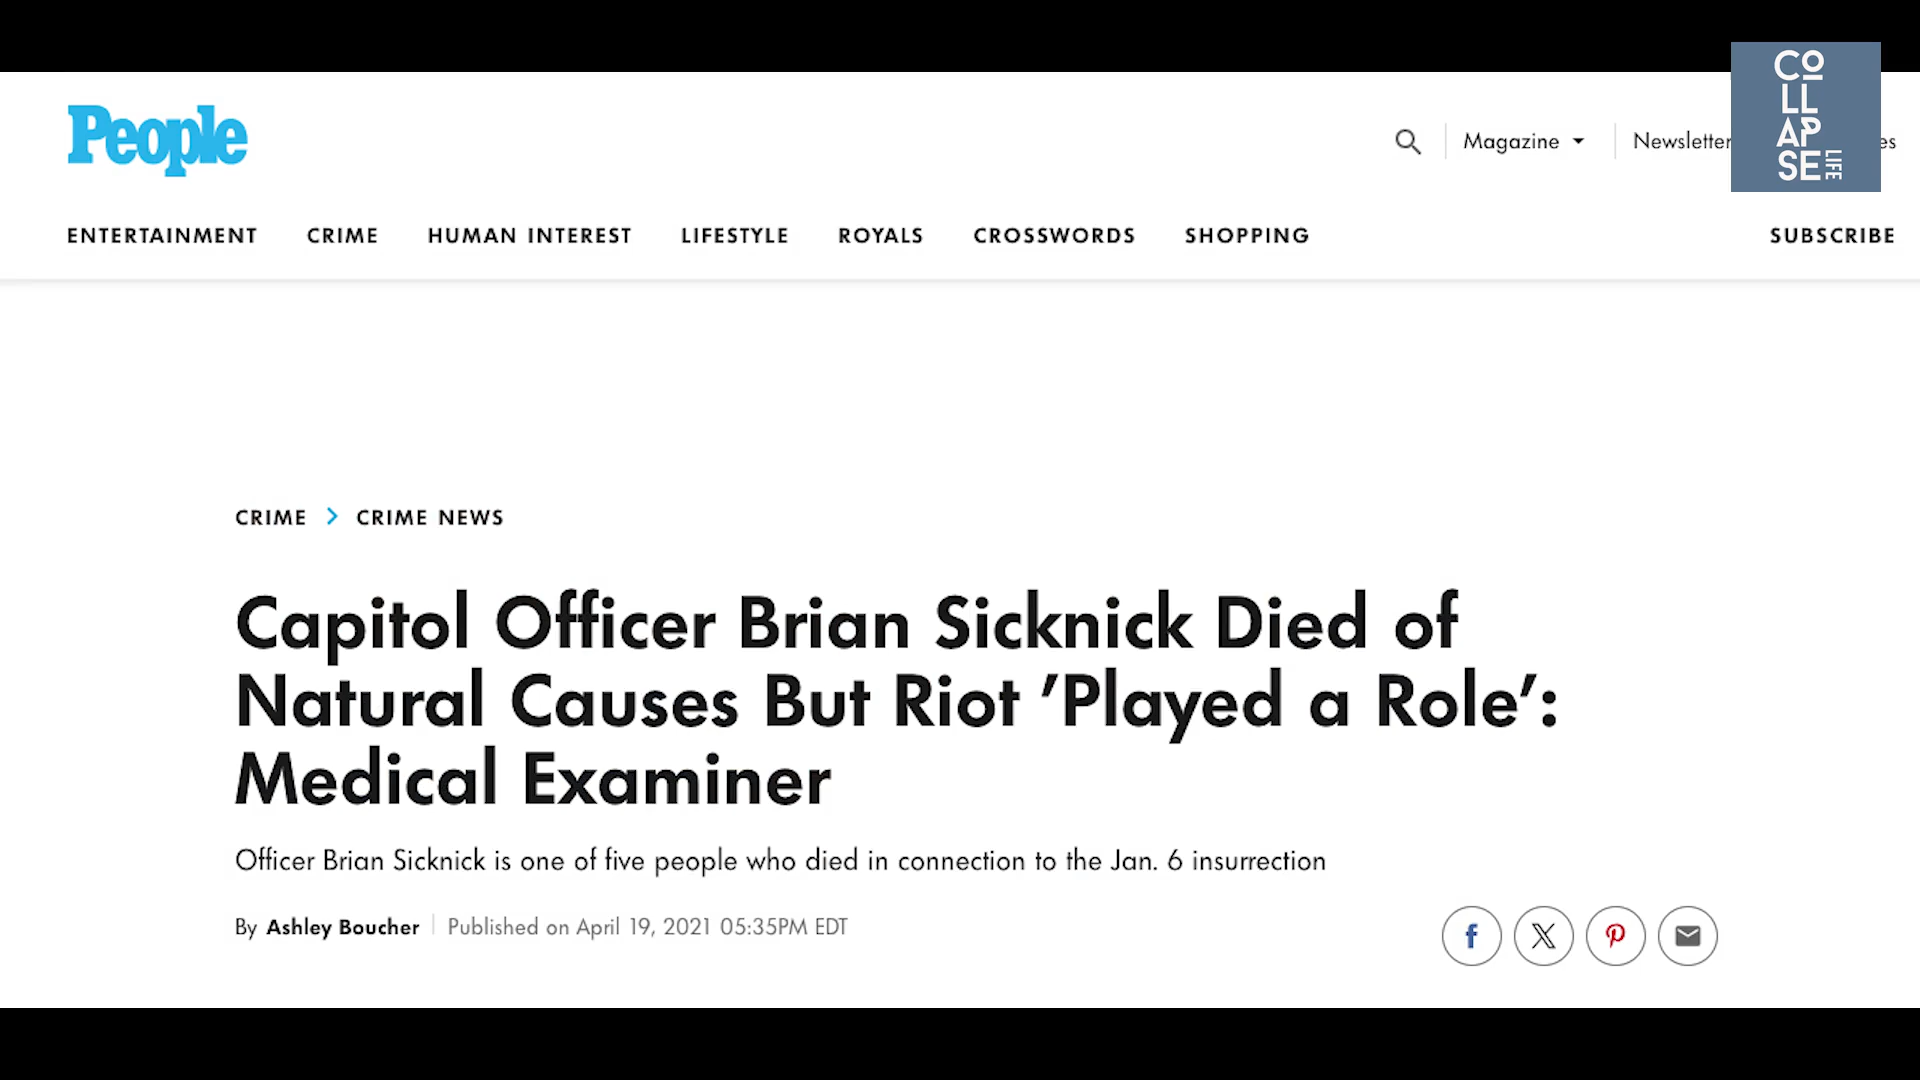 People
Magazine
Newsletter
es
CO
LL
AP
SE
LIFE
ENTERTAINMENT CRIME HUMAN INTEREST LIFESTYLE ROYALS CROSSWORDS SHOPPING SUBSCRIBE
CRIME > CRIME NEWS
Capitol Officer Brian Sicknick Died of
Natural Causes But Riot 'Played a Role':
Medical Examiner
Officer Brian Sicknick is one of five people who died in connection to the Jan. 6 insurrection
By Ashley Boucher | Published on April 19, 2021 05:35PM EDT